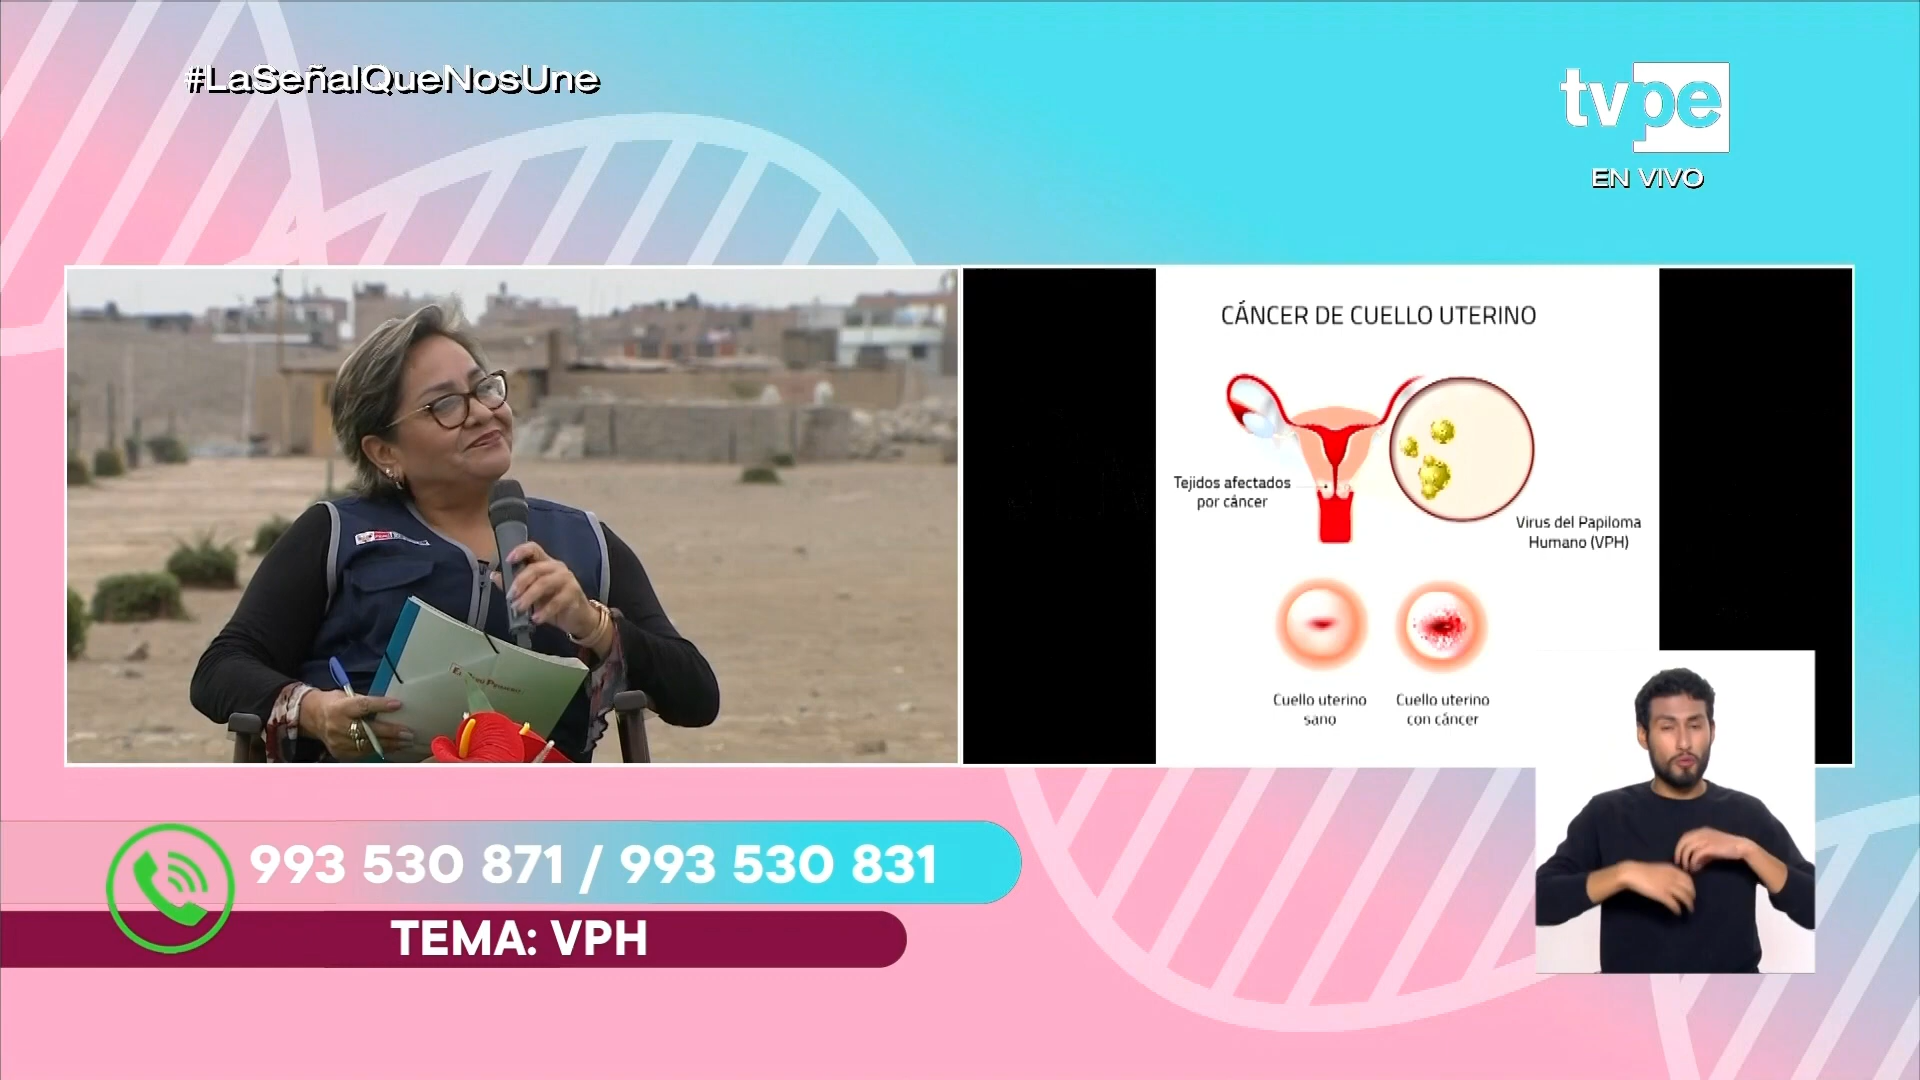 #LaSeñalQueNosUne
tvpe
EN VIVO
CÁNCER DE CUELLO UTERINO
Tejidos afectados
por cáncer
Virus del Papiloma
Humano (VPH)
Cuello uterino
sano
Cuello uterino
con cáncer
993 530 871 / 993 530 831
TEMA: VPH